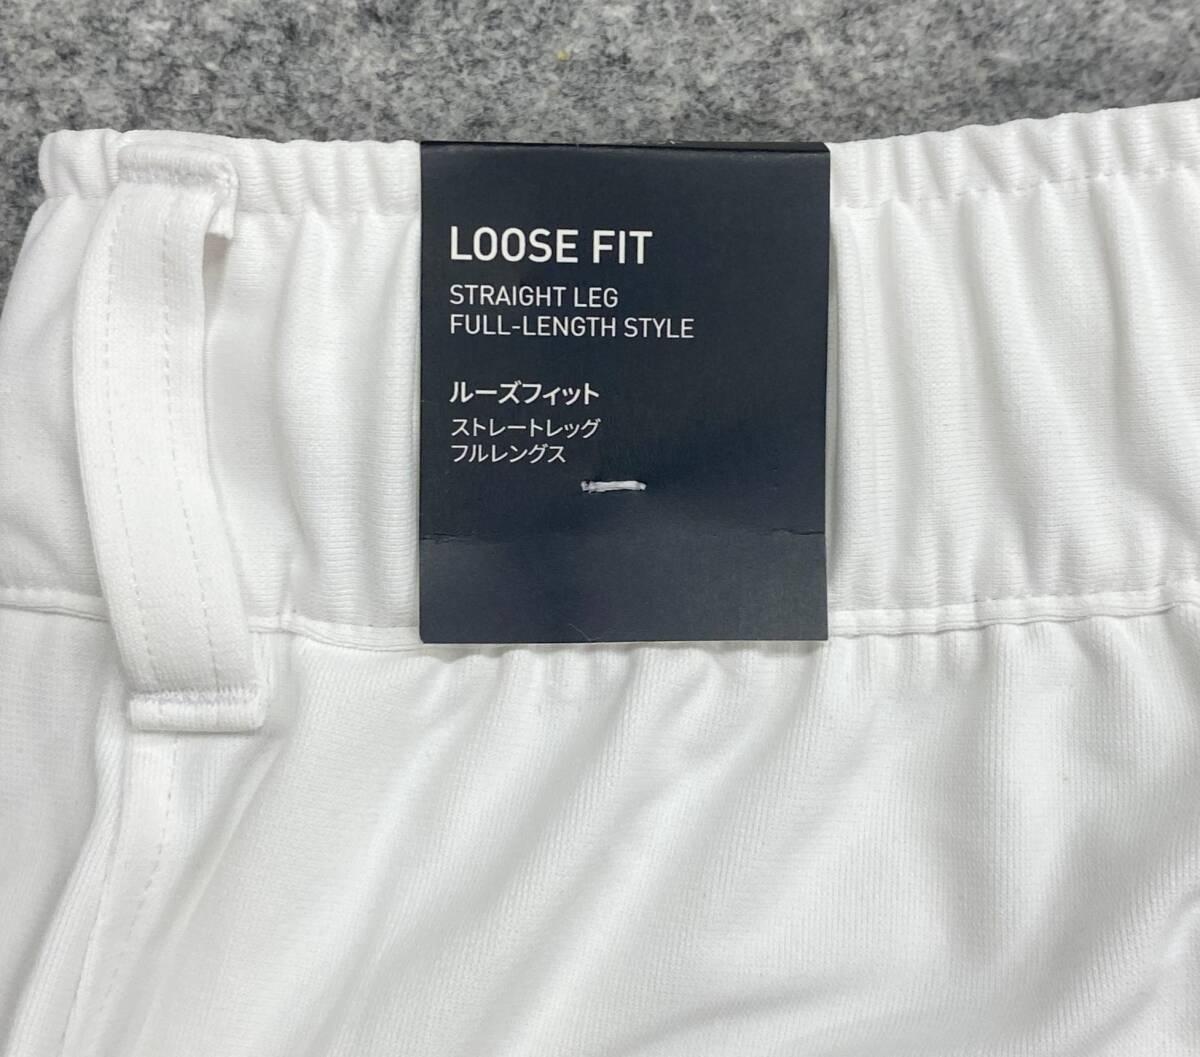 LOOSE FIT
STRAIGHT LEG
FULL-LENGTH STYLE
ルーズフィット
ストレートレッグ
フルレングス